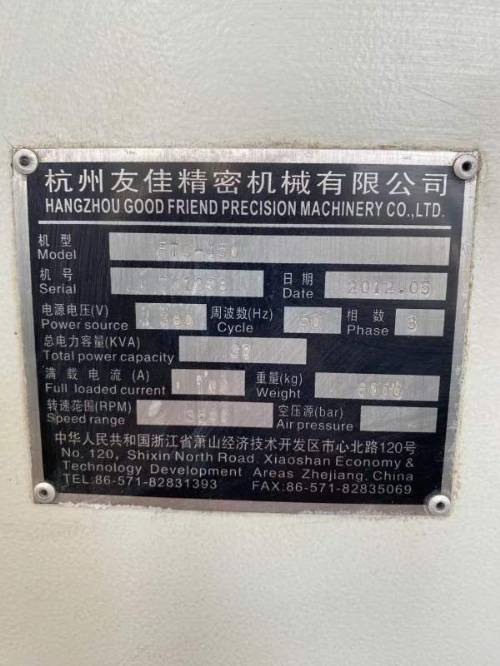 杭州友佳精密机械有限公司
HANGZHOU GOOD FRIEND PRECISION MACHINERY CO.,LTD.
机型
Model
机号 日期 2012.05
Serial Date
电源电压(V) 380 周波数(Hz) 50 相数 3
Power source Cycle Phase
总电力容量(KVA)
Total power capacity
满载电流(A) 重量(kg)
Full loaded current Weight
转速范围(RPM) 空压源(bar)
Speed range Air pressure
中华人民共和国浙江省萧山经济技术开发区市心北路120号
No. 120, Shixin North Road. Xiaoshan Economy &
Technology Development Areas Zhejiang. China
TEL:86-571-82831393 FAX:86-571-82835069